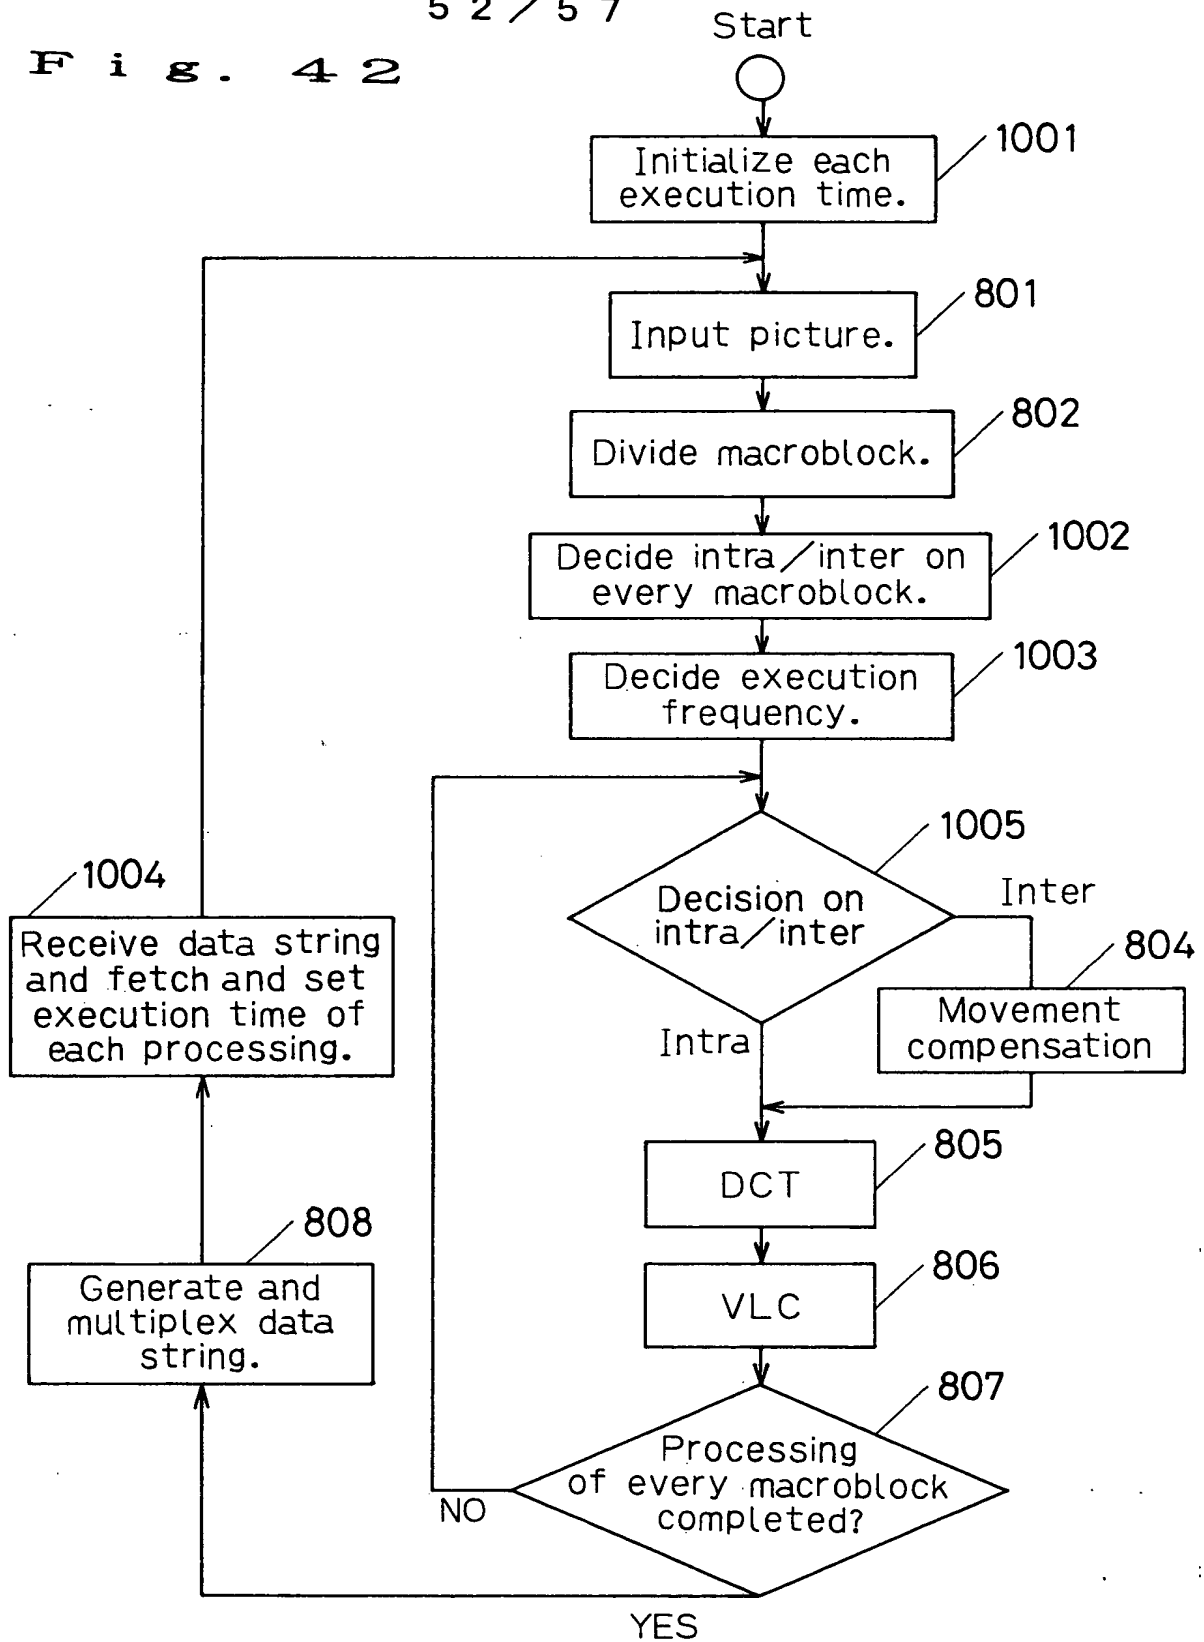 52/57
Fig. 42
Start
1001
Initialize each
execution time.
801
Input picture.
802
Divide macroblock.
1002
Decide intra/inter on
every macroblock.
1003
Decide execution
frequency.
1005
Decision on
intra/inter
Inter
804
Movement
compensation
Intra
805
DCT
806
VLC
807
Processing
of every macroblock
completed?
NO
YES
808
Generate and
multiplex data
string.
1004
Receive data string
and fetch and set
execution time of
each processing.